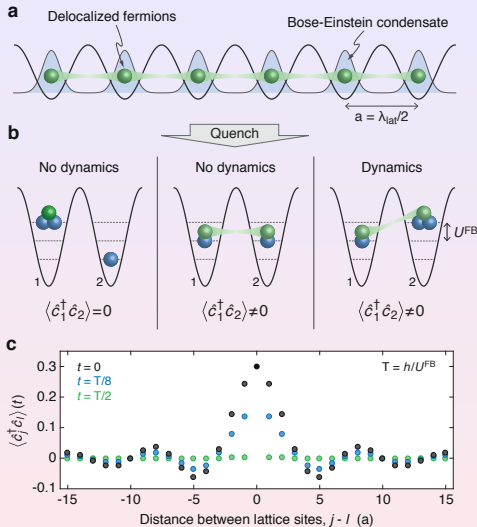 a
Delocalized fermions
Bose-Einstein condensate
a = λlat/2
b
Quench
No dynamics
No dynamics
Dynamics
U^FB
1
2
1
2
1
2
⟨ĉ₁†ĉ₂⟩=0
⟨ĉ₁†ĉ₂⟩≠0
⟨ĉ₁†ĉ₂⟩≠0
c
t = 0
t = T/8
t = T/2
T = h/U^FB
⟨ĉj†ĉl⟩(t)
0.3
0.2
0.1
0
-0.1
-15
-10
-5
0
5
10
15
Distance between lattice sites, j - l (a)